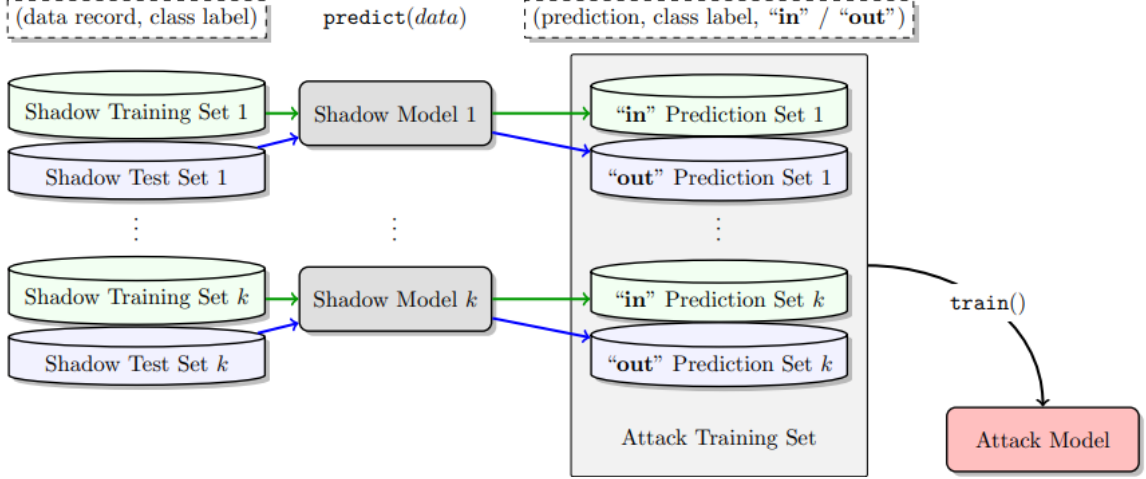 (data record, class label)
predict(data)
(prediction, class label, “in” / “out”)
Shadow Training Set 1
Shadow Model 1
“in” Prediction Set 1
Shadow Test Set 1
“out” Prediction Set 1
⋮ ⋮ ⋮
Shadow Training Set k
Shadow Model k
“in” Prediction Set k
train()
Shadow Test Set k
“out” Prediction Set k
Attack Training Set
Attack Model